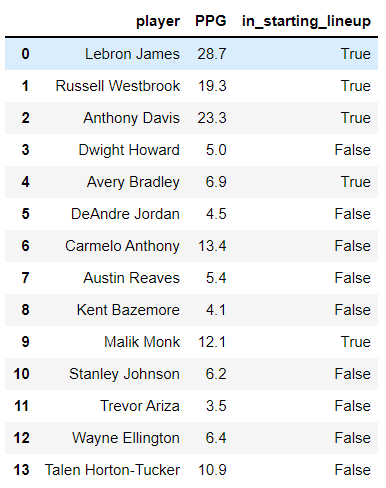 player PPG in_starting_lineup
0 Lebron James 28.7 True
1 Russell Westbrook 19.3 True
2 Anthony Davis 23.3 True
3 Dwight Howard 5.0 False
4 Avery Bradley 6.9 True
5 DeAndre Jordan 4.5 False
6 Carmelo Anthony 13.4 False
7 Austin Reaves 5.4 False
8 Kent Bazemore 4.1 False
9 Malik Monk 12.1 True
10 Stanley Johnson 6.2 False
11 Trevor Ariza 3.5 False
12 Wayne Ellington 6.4 False
13 Talen Horton-Tucker 10.9 False